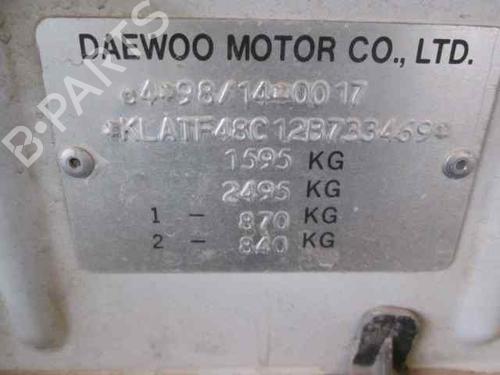 DAEWOO MOTOR CO., LTD.
e4*98/14*0017
*KLATF48C12B733469*
1595 KG
2495 KG
1 - 870 KG
2 - 840 KG
B-PARTS